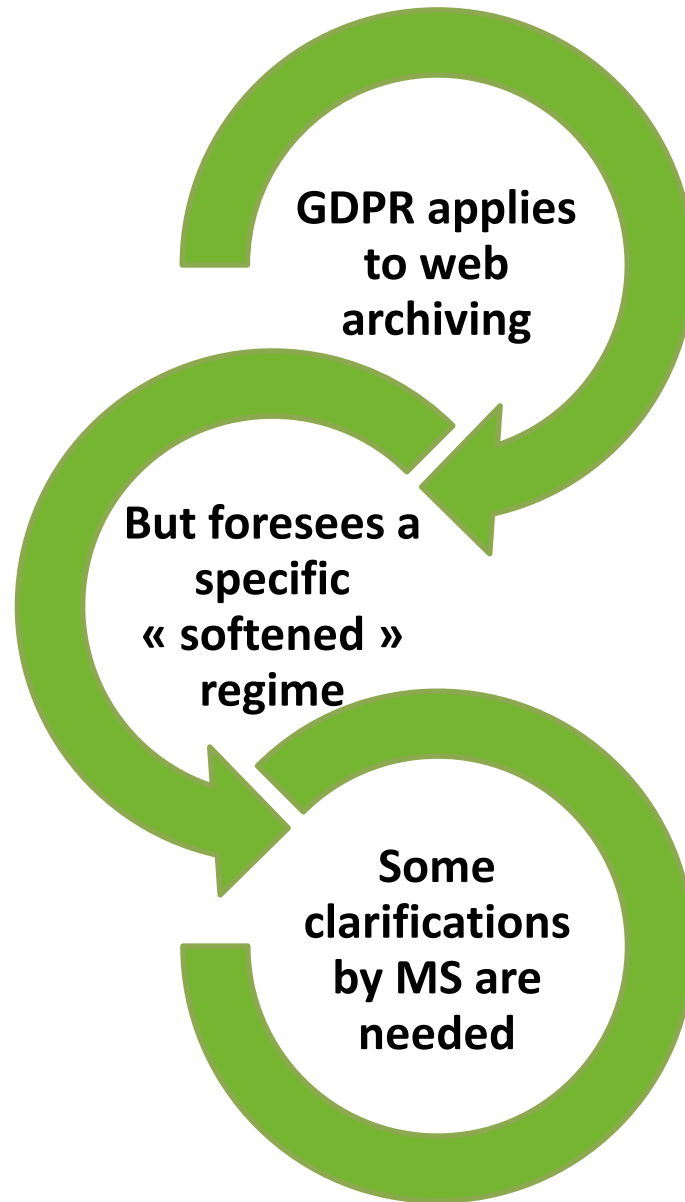 GDPR applies
to web
archiving
But foresees a
specific
« softened »
regime
Some
clarifications
by MS are
needed